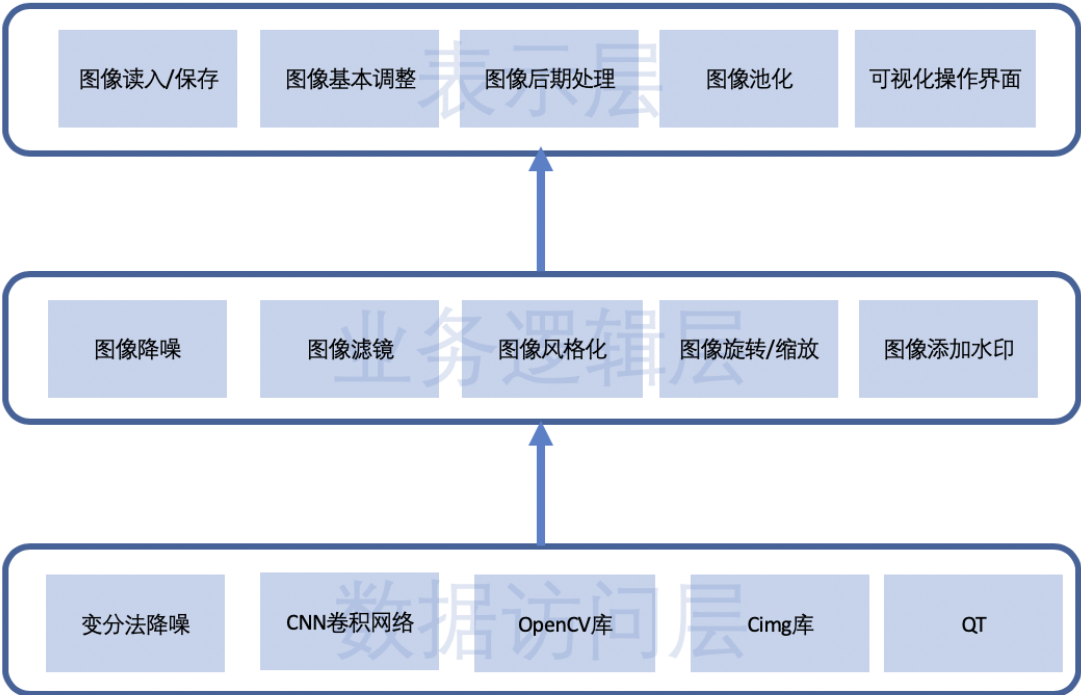 表示层
图像读入/保存
图像基本调整
图像后期处理
图像池化
可视化操作界面
业务逻辑层
图像降噪
图像滤镜
图像风格化
图像旋转/缩放
图像添加水印
数据访问层
变分法降噪
CNN卷积网络
OpenCV库
Cimg库
QT